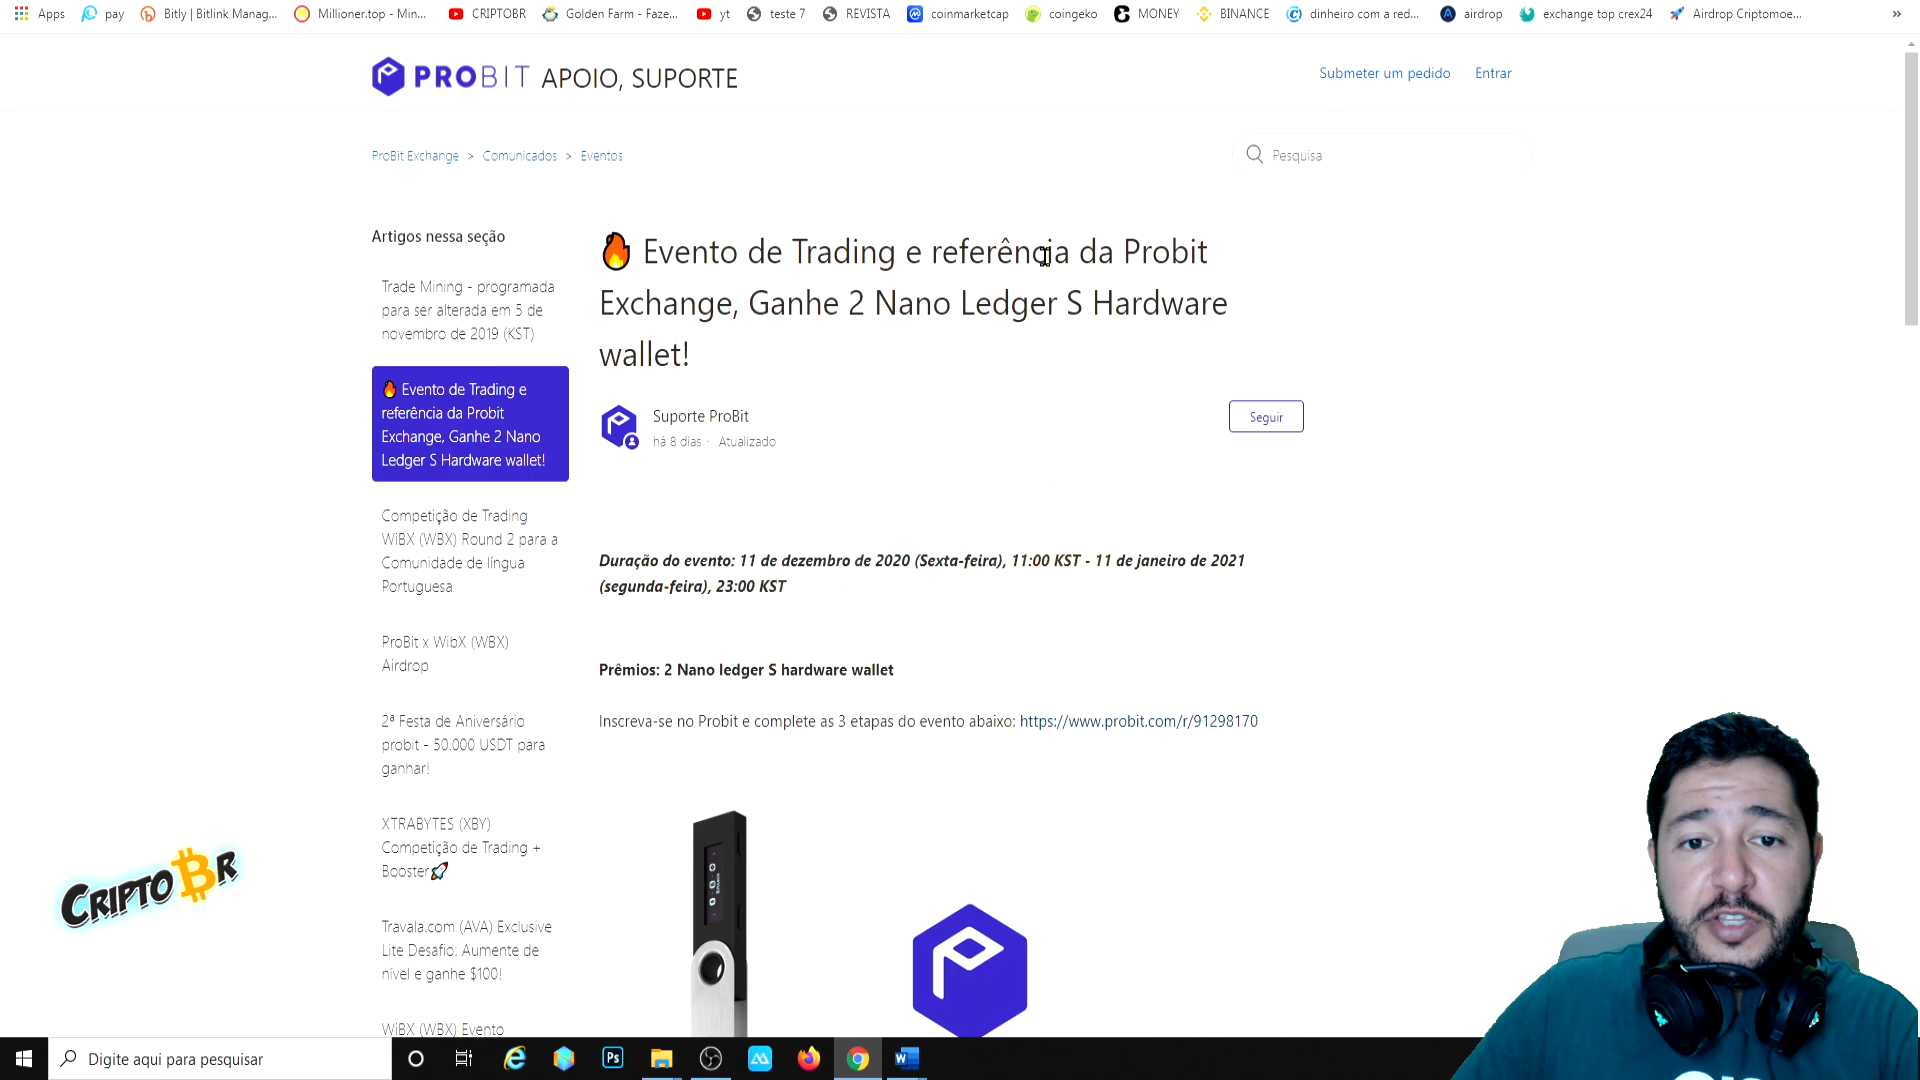 Apps pay Bitly | Bitlink Manag... Millioner.top - Min... CRIPTOBR Golden Farm - Faze... yt teste 7 REVISTA coinmarketcap coingeko MONEY BINANCE dinheiro com a red... airdrop exchange top crex24 Airdrop Criptomoe... »
PROBIT APOIO, SUPORTE
Submeter um pedido Entrar
ProBit Exchange > Comunicados > Eventos
Pesquisa
Artigos nessa seção
Trade Mining - programada
para ser alterada em 5 de
novembro de 2019 (KST)
Evento de Trading e
referência da Probit
Exchange, Ganhe 2 Nano
Ledger S Hardware wallet!
Competição de Trading
WiBX (WBX) Round 2 para a
Comunidade de língua
Portuguesa
ProBit x WibX (WBX)
Airdrop
2ª Festa de Aniversário
probit - 50.000 USDT para
ganhar!
XTRABYTES (XBY)
Competição de Trading +
Booster
Travala.com (AVA) Exclusive
Lite Desafio: Aumente de
nível e ganhe $100!
WiBX (WBX) Evento
Evento de Trading e referência da Probit
Exchange, Ganhe 2 Nano Ledger S Hardware
wallet!
Suporte ProBit
há 8 dias · Atualizado
Seguir
Duração do evento: 11 de dezembro de 2020 (Sexta-feira), 11:00 KST - 11 de janeiro de 2021
(segunda-feira), 23:00 KST
Prêmios: 2 Nano ledger S hardware wallet
Inscreva-se no Probit e complete as 3 etapas do evento abaixo: https://www.probit.com/r/91298170
CRIPTOBR
Digite aqui para pesquisar
Ps